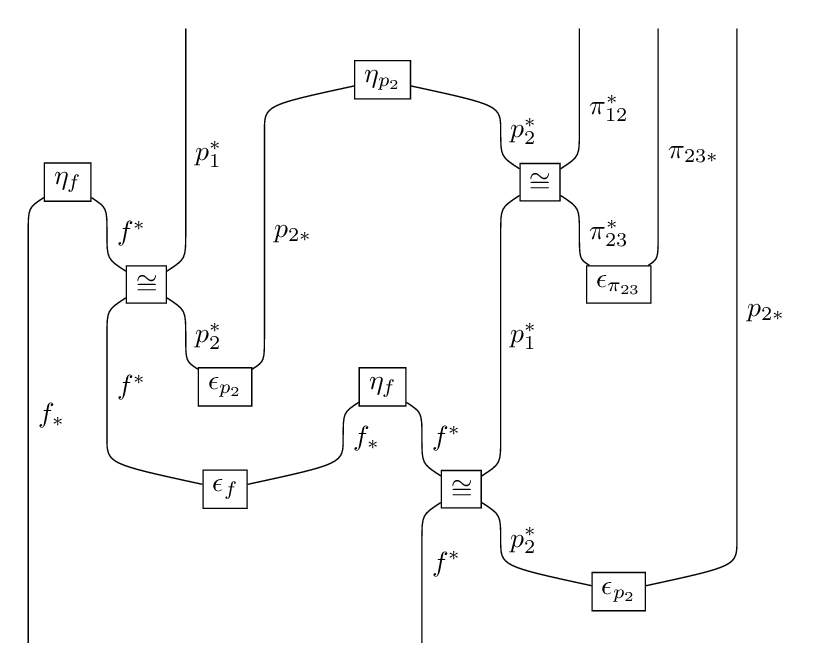 $\eta_{p_2}$
$\pi_{12}^*$
$p_2^*$
$p_1^*$
$\pi_{23*}$
$\eta_f$
$\cong$
$f^*$
$p_{2*}$
$\pi_{23}^*$
$\cong$
$\epsilon_{\pi_{23}}$
$p_{2*}$
$p_2^*$
$p_1^*$
$f^*$
$\epsilon_{p_2}$
$\eta_f$
$f_*$
$f_*$
$f^*$
$\epsilon_f$
$\cong$
$p_2^*$
$f^*$
$\epsilon_{p_2}$